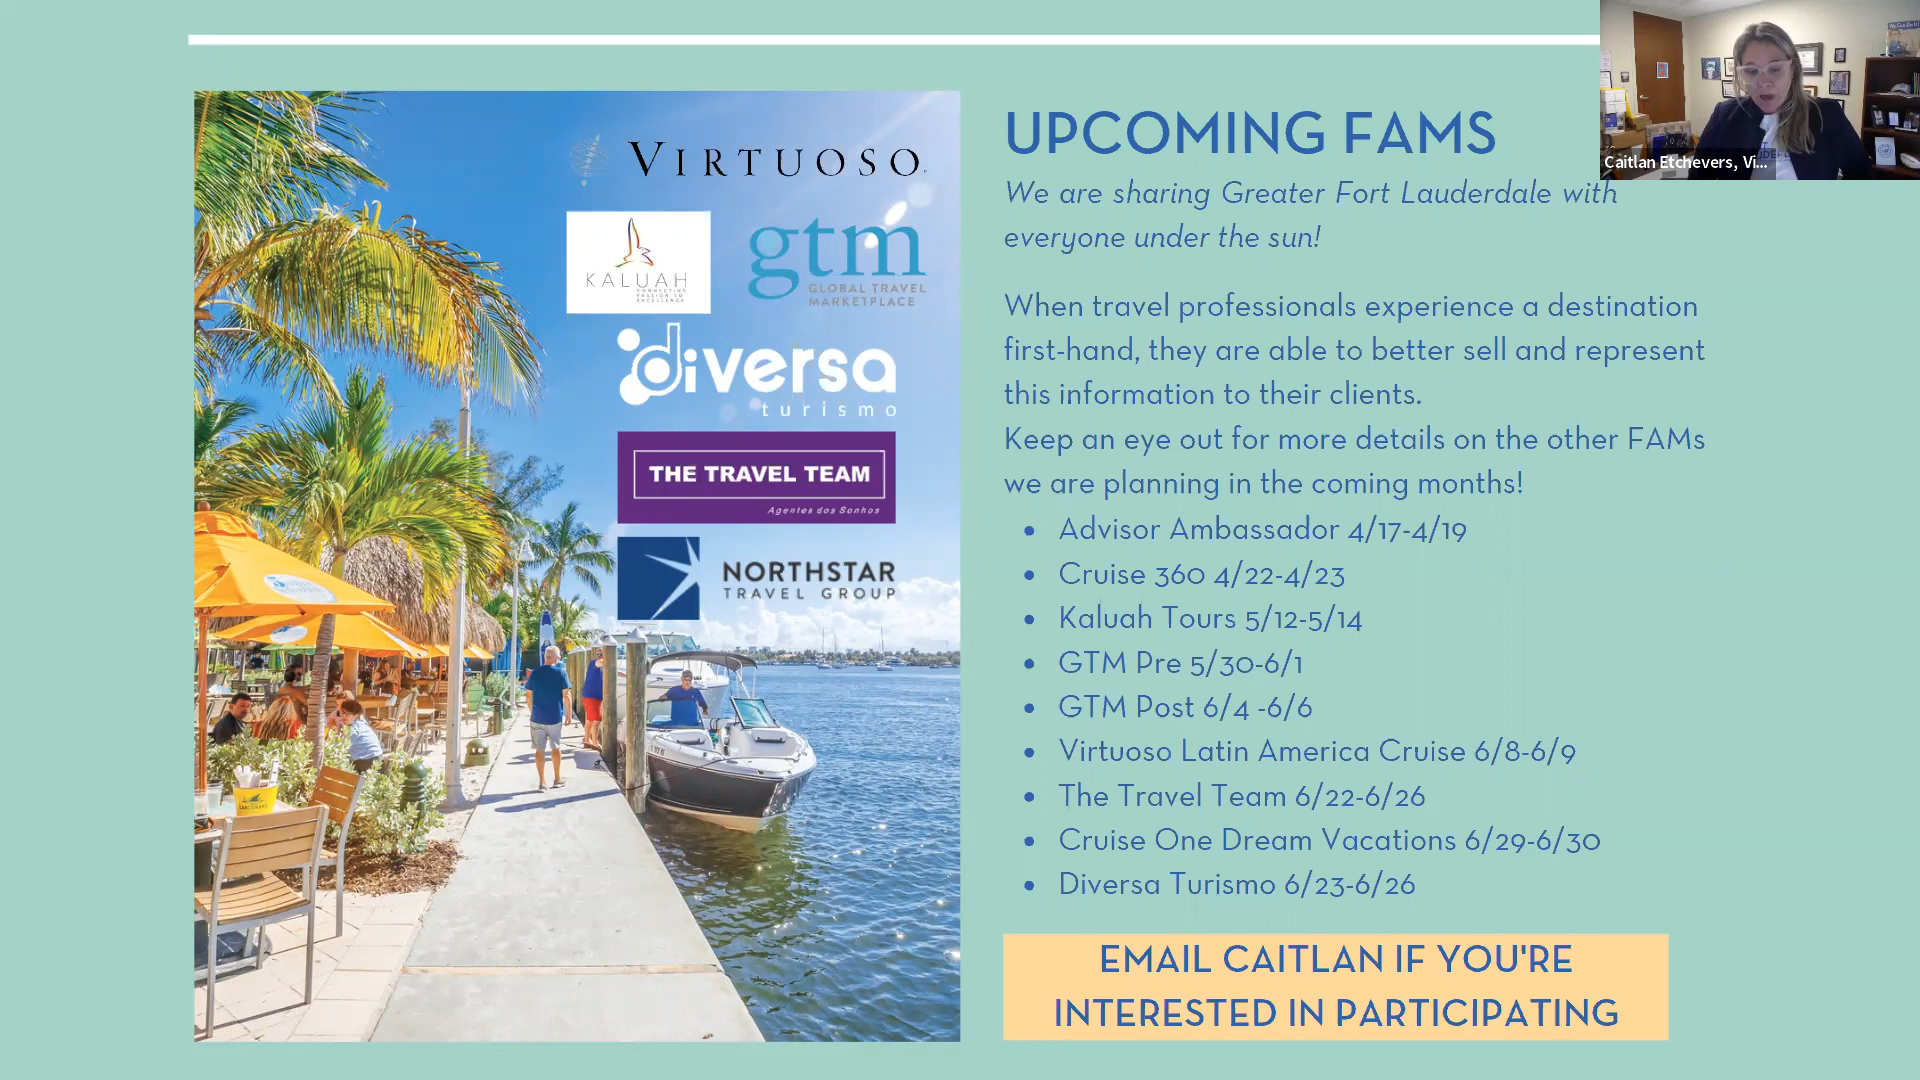 VIRTUOSO
KALUAH
CONNECTING
PASSION TO
EXCELLENCE
gtm
GLOBAL TRAVEL
MARKETPLACE
diversa
turismo
THE TRAVEL TEAM
Agentes dos Sonhos
NORTHSTAR
TRAVEL GROUP
UPCOMING FAMS
We are sharing Greater Fort Lauderdale with
everyone under the sun!
When travel professionals experience a destination
first-hand, they are able to better sell and represent
this information to their clients.
Keep an eye out for more details on the other FAMs
we are planning in the coming months!
• Advisor Ambassador 4/17-4/19
• Cruise 360 4/22-4/23
• Kaluah Tours 5/12-5/14
• GTM Pre 5/30-6/1
• GTM Post 6/4 -6/6
• Virtuoso Latin America Cruise 6/8-6/9
• The Travel Team 6/22-6/26
• Cruise One Dream Vacations 6/29-6/30
• Diversa Turismo 6/23-6/26
EMAIL CAITLAN IF YOU'RE
INTERESTED IN PARTICIPATING
Caitlan Etchevers, Vi...